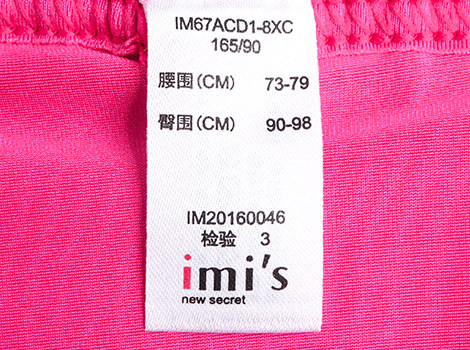 IM67ACD1-8XC
165/90
腰围(CM) 73-79
臀围(CM) 90-98
IM20160046
检验 3
imi's
new secret